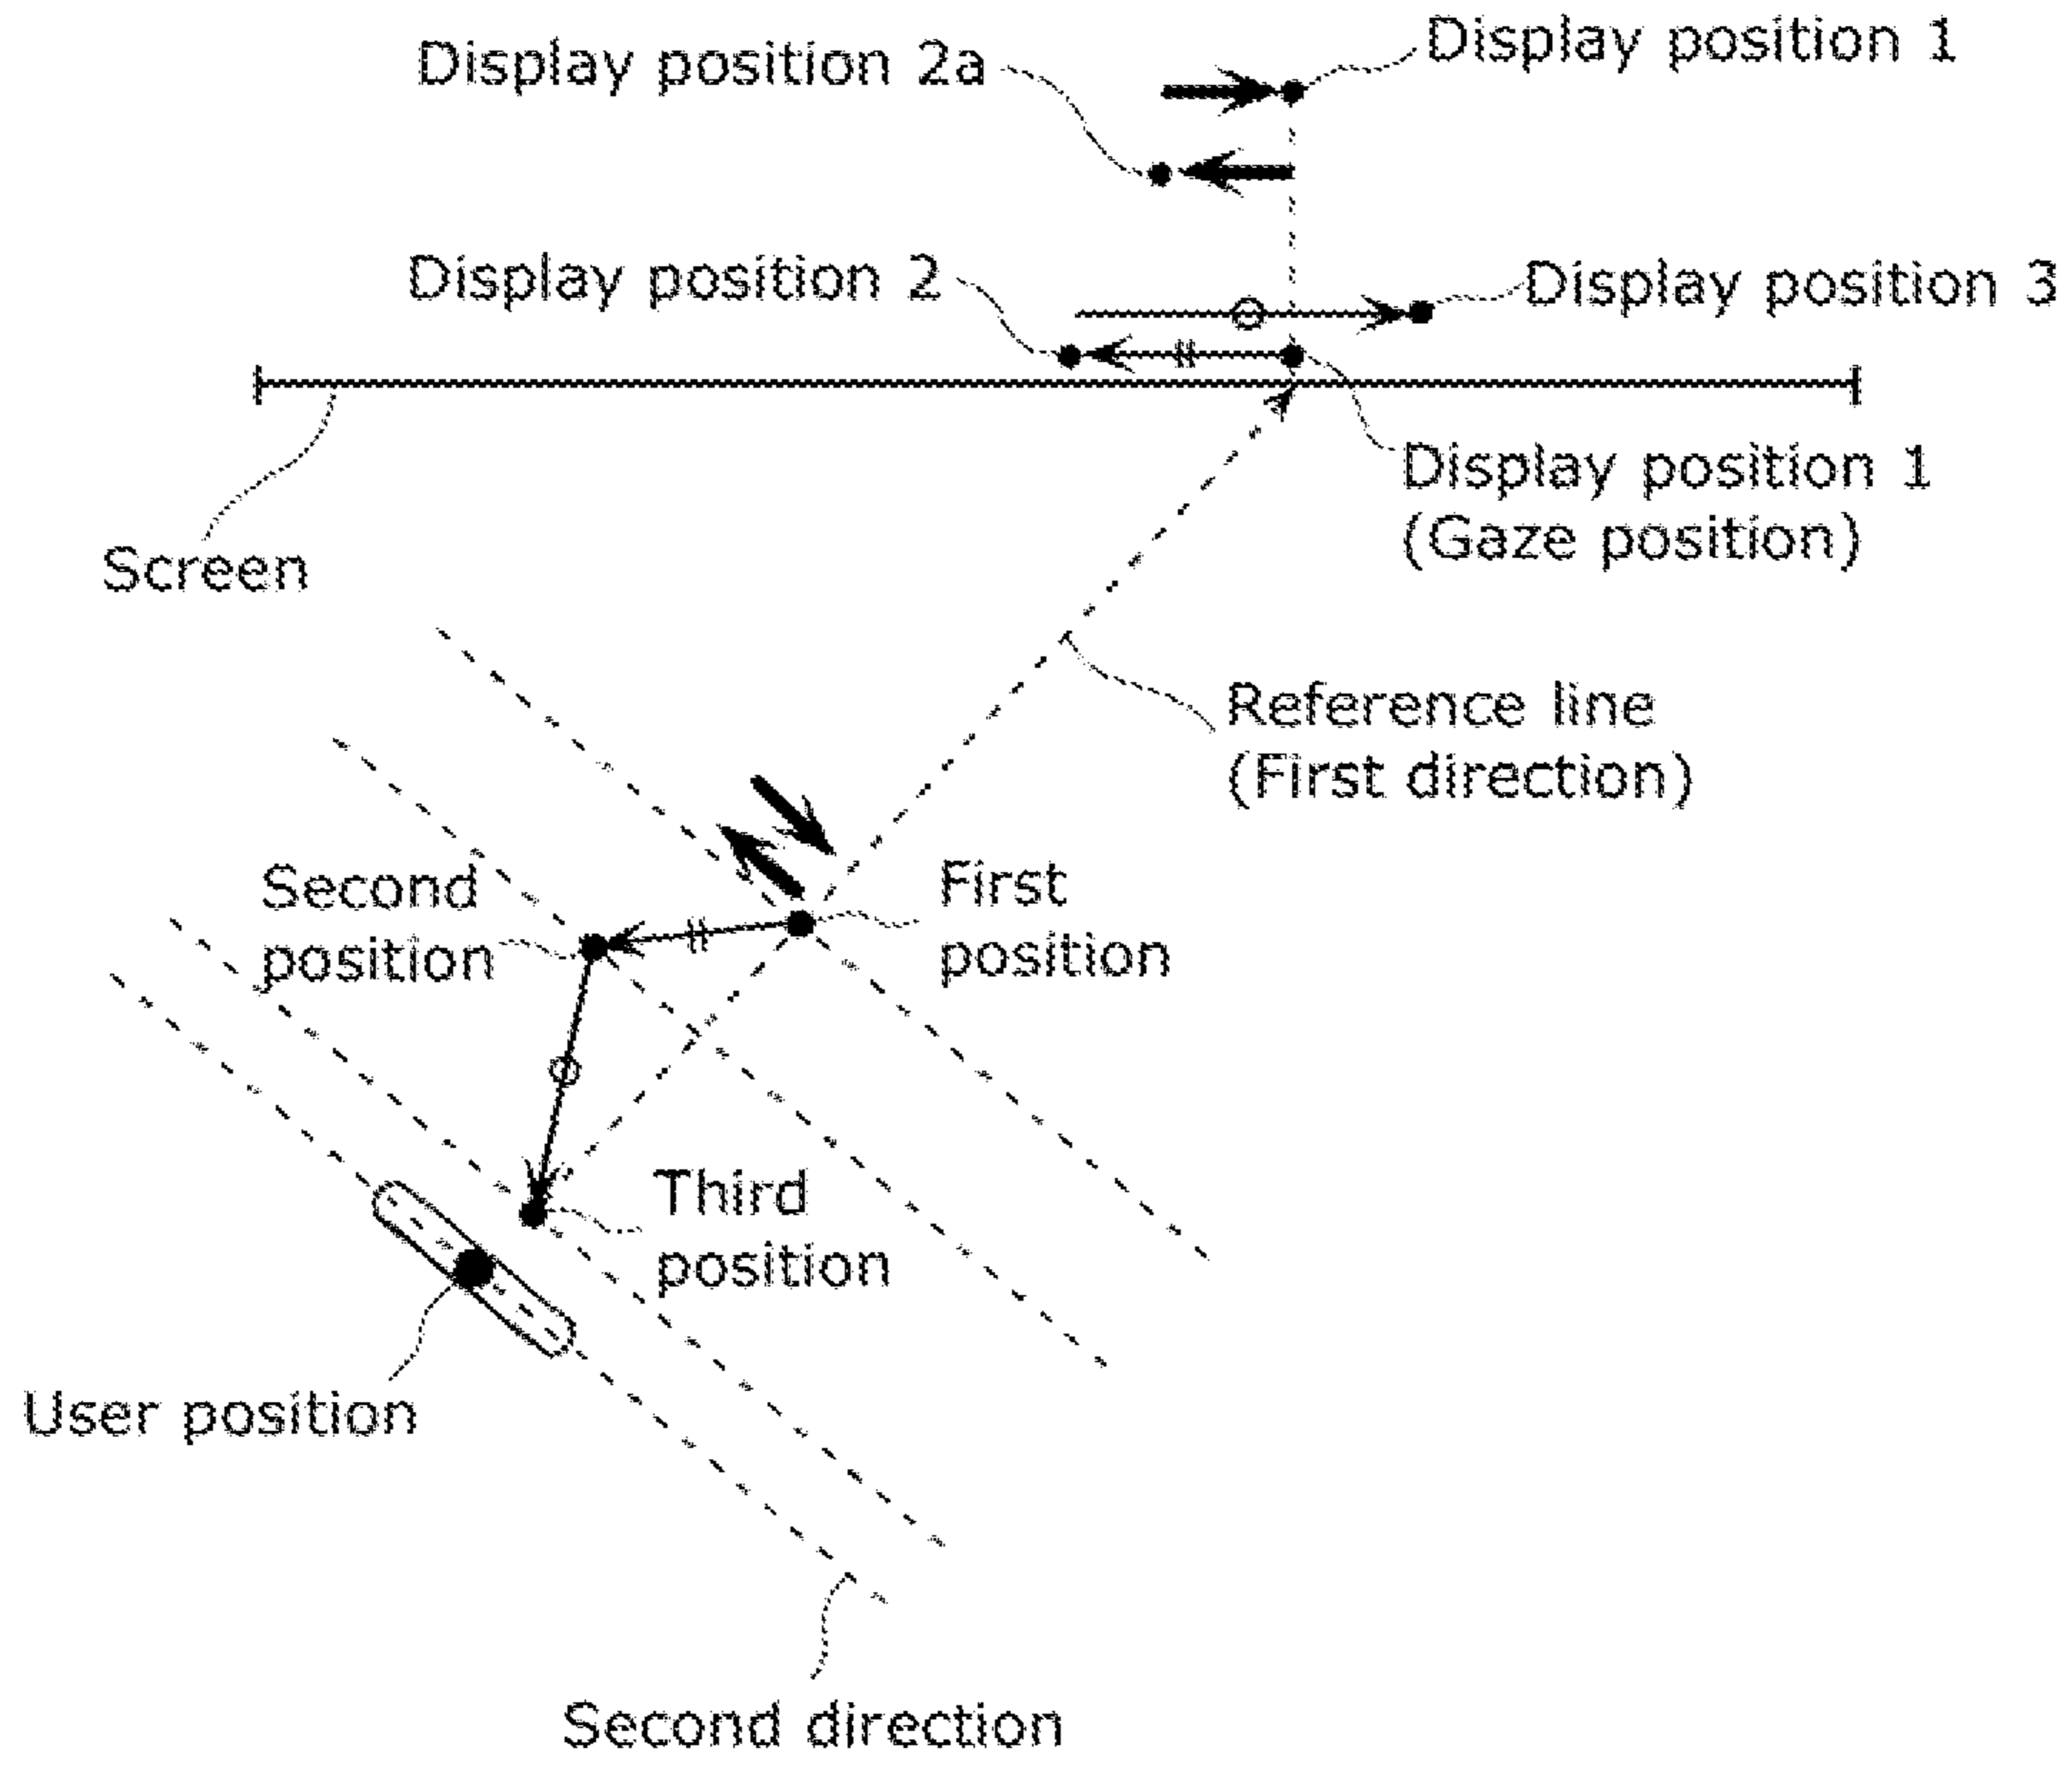 Display position 1
Display position 2a
Display position 2
Display position 3
Display position 1
(Gaze position)
Screen
Reference line
(First direction)
Second
position
First
position
Third
position
User position
Second direction